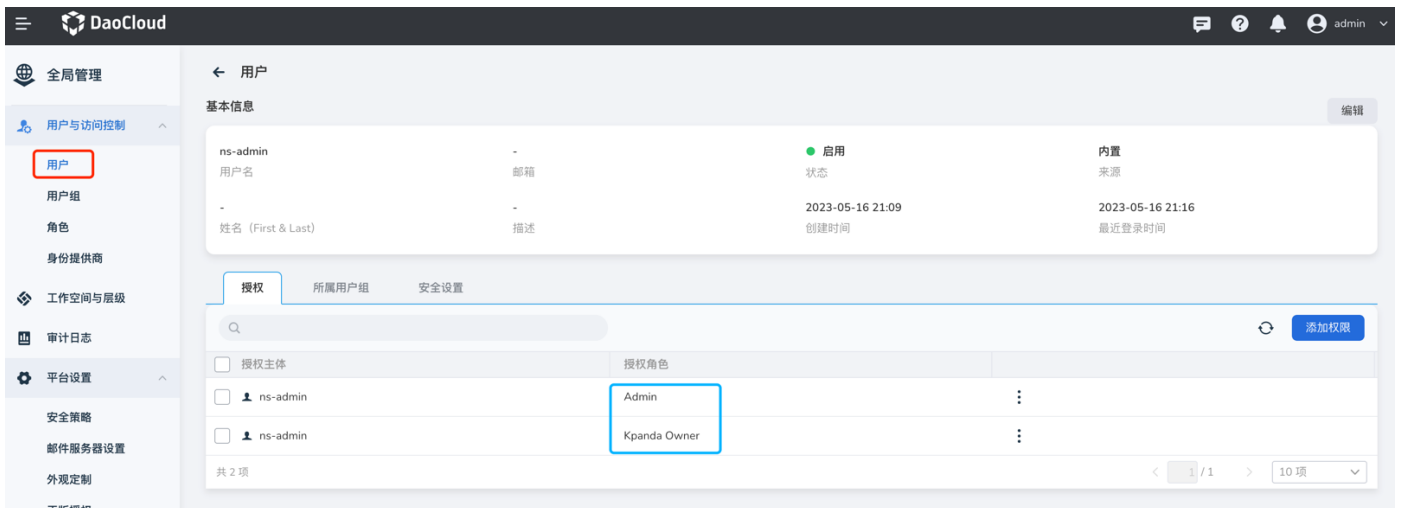 DaoCloud
admin
全局管理
用户与访问控制
用户
用户组
角色
身份提供商
工作空间与层级
审计日志
平台设置
安全策略
邮件服务器设置
外观定制
用户
基本信息
编辑
ns-admin - 启用 内置
用户名 邮箱 状态 来源
- - 2023-05-16 21:09 2023-05-16 21:16
姓名（First & Last） 描述 创建时间 最近登录时间
授权 所属用户组 安全设置
添加权限
授权主体 授权角色
ns-admin Admin
ns-admin Kpanda Owner
共 2 项 1 / 1 10 项